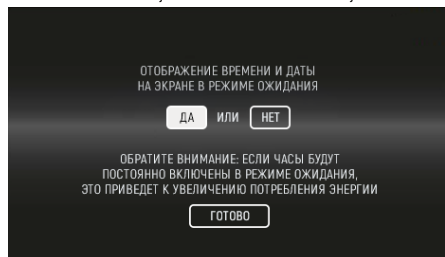 ОТОБРАЖЕНИЕ ВРЕМЕНИ И ДАТЫ
НА ЭКРАНЕ В РЕЖИМЕ ОЖИДАНИЯ
ДА ИЛИ НЕТ
ОБРАТИТЕ ВНИМАНИЕ: ЕСЛИ ЧАСЫ БУДУТ
ПОСТОЯННО ВКЛЮЧЕНЫ В РЕЖИМЕ ОЖИДАНИЯ,
ЭТО ПРИВЕДЕТ К УВЕЛИЧЕНИЮ ПОТРЕБЛЕНИЯ ЭНЕРГИИ
ГОТОВО